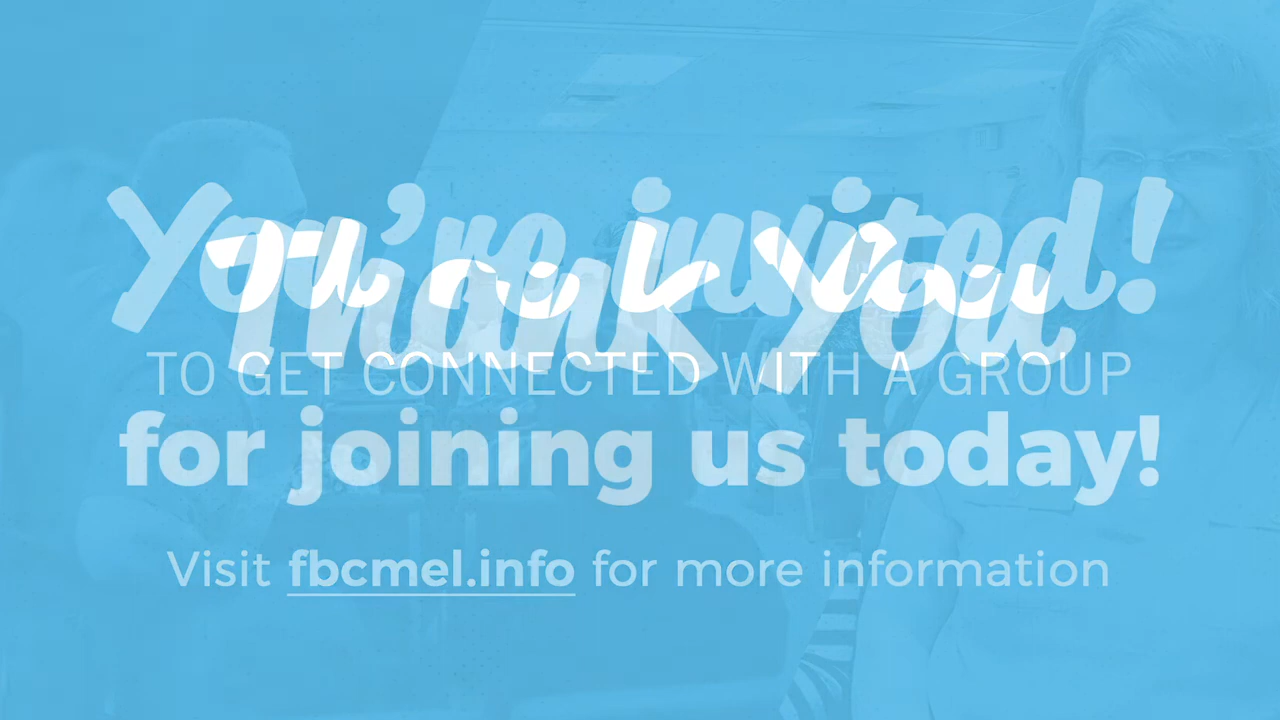 You're invited!
Thank You
TO GET CONNECTED WITH A GROUP
for joining us today!
Visit fbcmel.info for more information